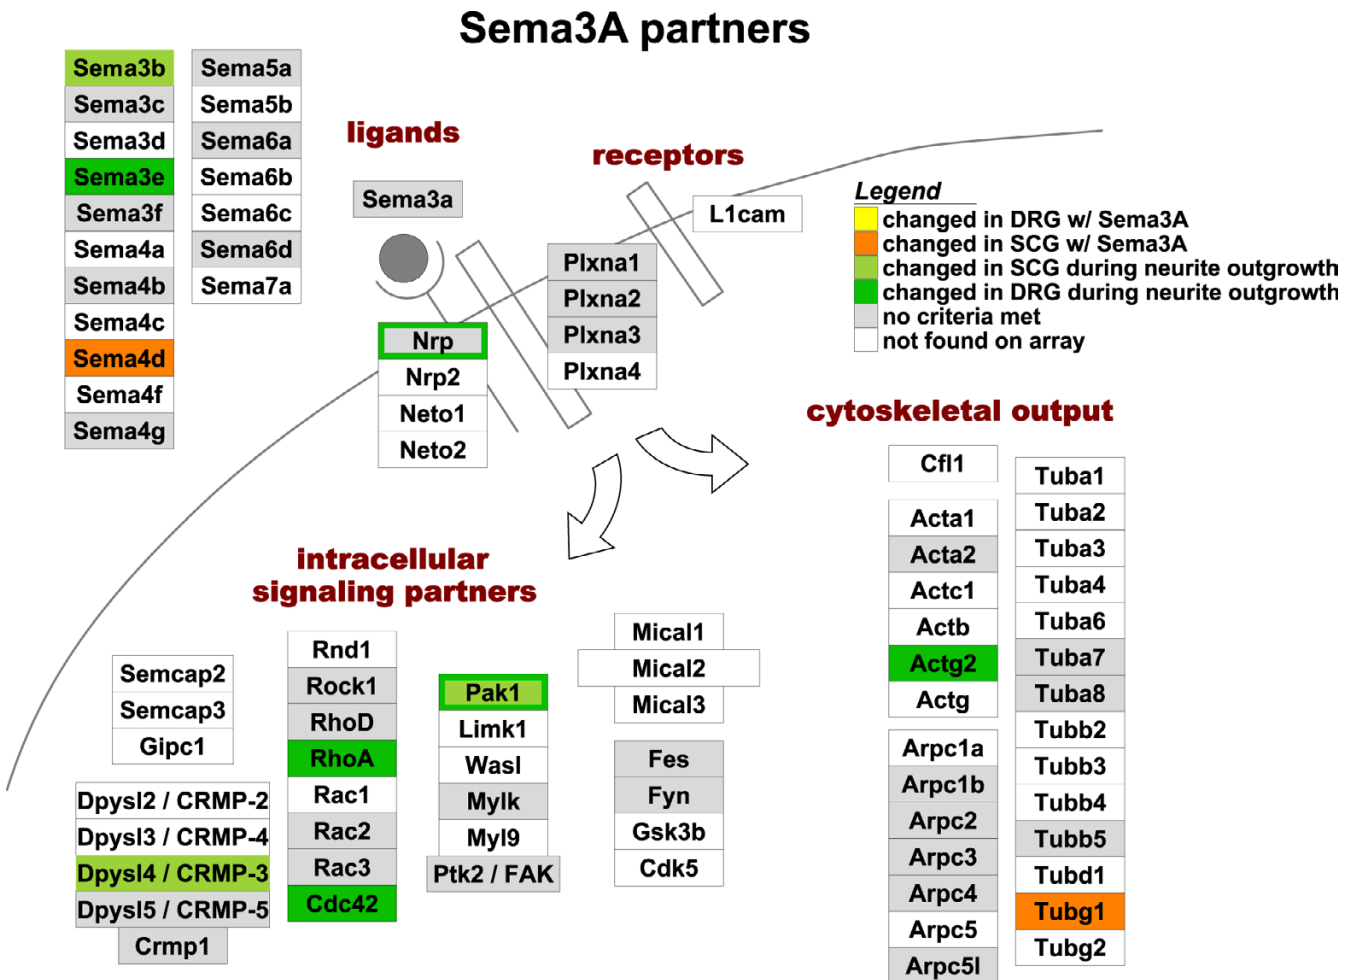 Sema3A partners
Sema3b
Sema3c
Sema3d
Sema3e
Sema3f
Sema4a
Sema4b
Sema4c
Sema4d
Sema4f
Sema4g
Sema5a
Sema5b
Sema6a
Sema6b
Sema6c
Sema6d
Sema7a
ligands
Sema3a
receptors
L1cam
Plxna1
Plxna2
Plxna3
Plxna4
Nrp
Nrp2
Neto1
Neto2
Legend
changed in DRG w/ Sema3A
changed in SCG w/ Sema3A
changed in SCG during neurite outgrowth
changed in DRG during neurite outgrowth
no criteria met
not found on array
cytoskeletal output
Cfl1
Acta1
Acta2
Actc1
Actb
Actg2
Actg
Arpc1a
Arpc1b
Arpc2
Arpc3
Arpc4
Arpc5
Arpc5l
Tuba1
Tuba2
Tuba3
Tuba4
Tuba6
Tuba7
Tuba8
Tubb2
Tubb3
Tubb4
Tubb5
Tubd1
Tubg1
Tubg2
intracellular
signaling partners
Semcap2
Semcap3
Gipc1
Dpysl2 / CRMP-2
Dpysl3 / CRMP-4
Dpysl4 / CRMP-3
Dpysl5 / CRMP-5
Crmp1
Rnd1
Rock1
RhoD
RhoA
Rac1
Rac2
Rac3
Cdc42
Pak1
Limk1
Wasl
Mylk
Myl9
Ptk2 / FAK
Mical1
Mical2
Mical3
Fes
Fyn
Gsk3b
Cdk5